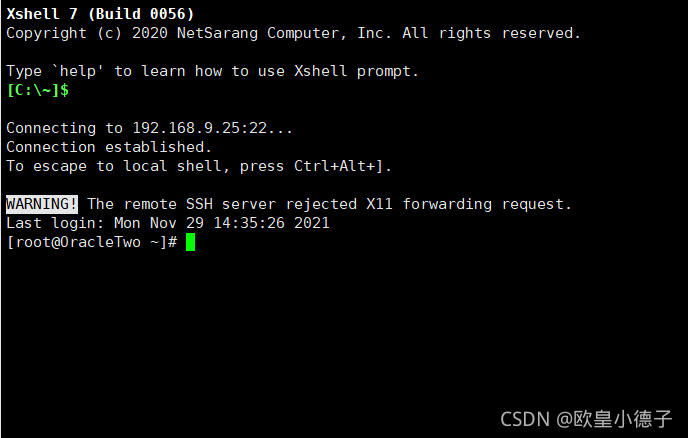 Xshell 7 (Build 0056)
Copyright (c) 2020 NetSarang Computer, Inc. All rights reserved.
Type `help' to learn how to use Xshell prompt.
[C:\~]$
Connecting to 192.168.9.25:22...
Connection established.
To escape to local shell, press Ctrl+Alt+].
WARNING! The remote SSH server rejected X11 forwarding request.
Last login: Mon Nov 29 14:35:26 2021
[root@OracleTwo ~]#
CSDN @欧皇小德子